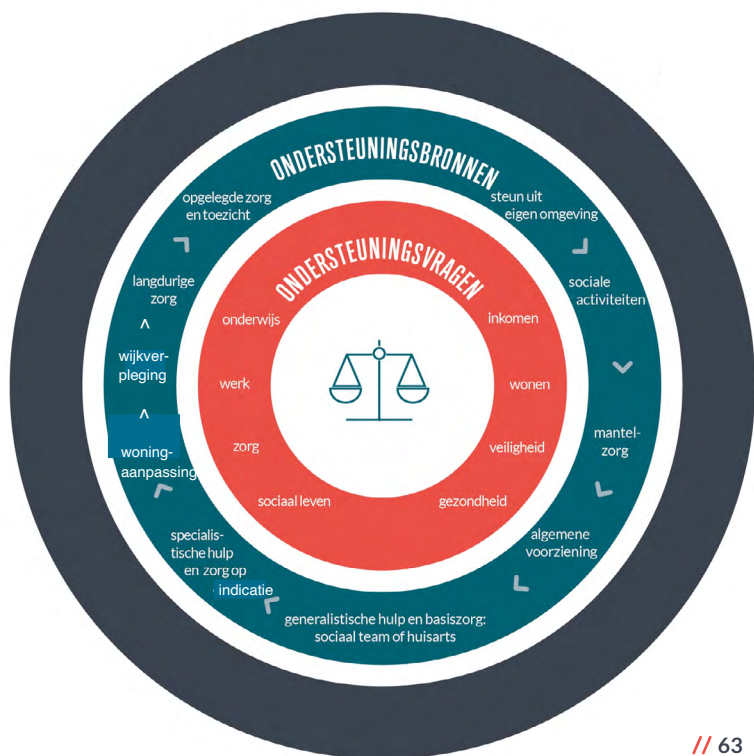 ONDERSTEUNINGSBRONNEN
steun uit
eigen omgeving
sociale
activiteiten
mantel-
zorg
algemene
voorziening
generalistische hulp en basiszorg:
sociaal team of huisarts
specialis-
tische hulp
en zorg op
indicatie
woning-
aanpassing
wijkver-
pleging
langdurige
zorg
opgelegde zorg
en toezicht
ONDERSTEUNINGSVRAGEN
inkomen
wonen
veiligheid
gezondheid
sociaal leven
zorg
werk
onderwijs
// 63